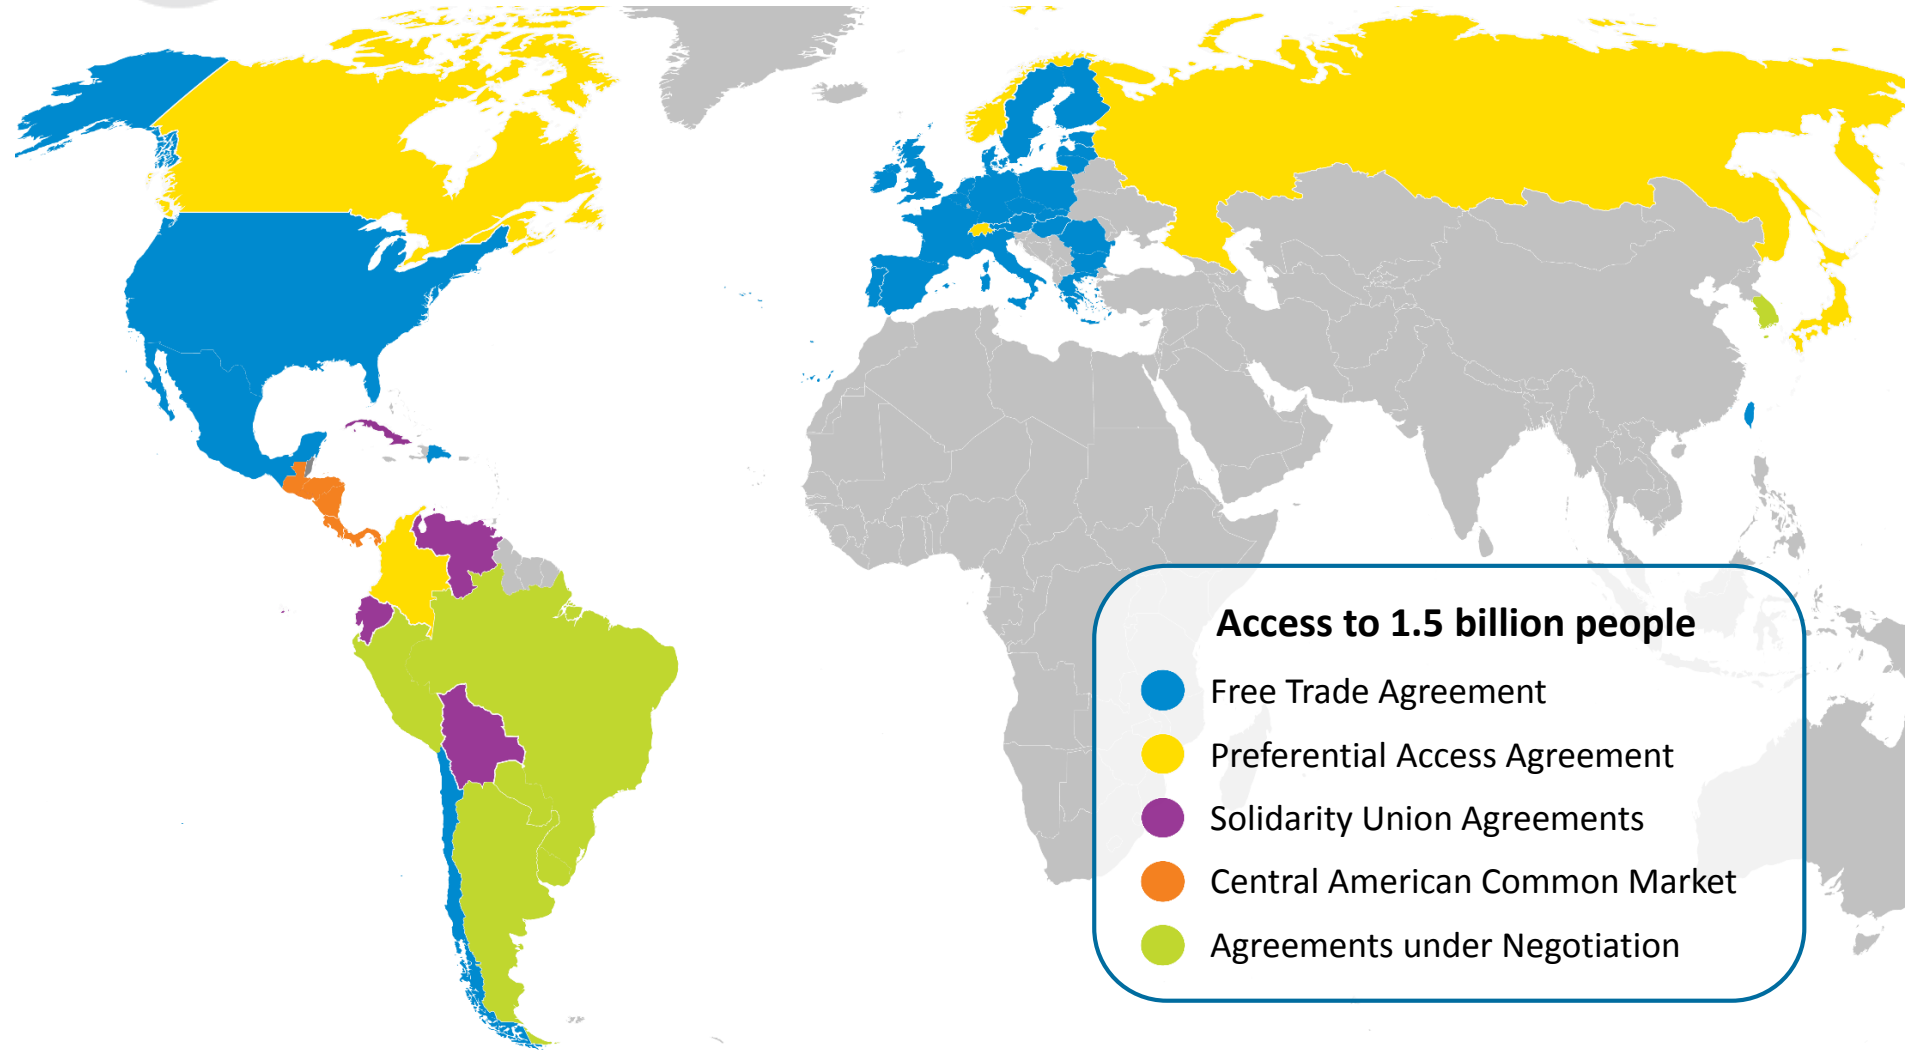 Access to 1.5 billion people
Free Trade Agreement
Preferential Access Agreement
Solidarity Union Agreements
Central American Common Market
Agreements under Negotiation